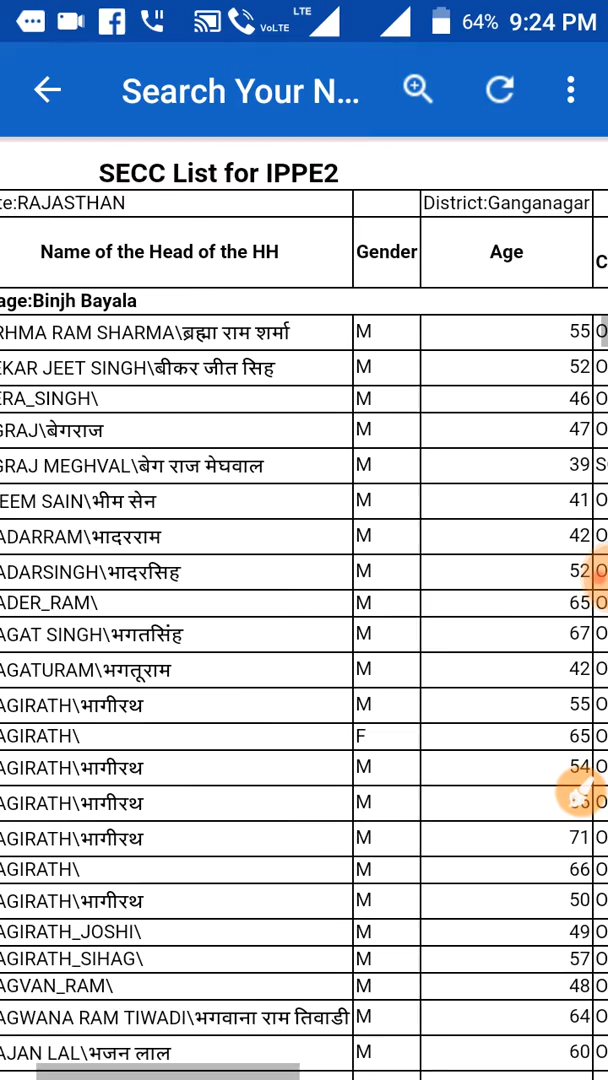 LTE
VoLTE
64% 9:24 PM
Search Your N...
SECC List for IPPE2
te:RAJASTHAN District:Ganganagar
Name of the Head of the HH Gender Age C
age:Binjh Bayala
RHMA RAM SHARMA\ब्रह्मा राम शर्मा M 55 O
EKAR JEET SINGH\बीकर जीत सिह M 52 O
ERA_SINGH\ M 46 O
GRAJ\बेगराज M 47 O
GRAJ MEGHVAL\बेग राज मेघवाल M 39 S
EEM SAIN\भीम सेन M 41 O
ADARRAM\भादरराम M 42 O
ADARSINGH\भादरसिह M 52 O
ADER_RAM\ M 65 O
AGAT SINGH\भगतसिंह M 67 O
AGATURAM\भगतूराम M 42 O
AGIRATH\भागीरथ M 55 O
AGIRATH\ F 65 O
AGIRATH\भागीरथ M 54 O
AGIRATH\भागीरथ M O
AGIRATH\भागीरथ M 71 O
AGIRATH\ M 66 O
AGIRATH\भागीरथ M 50 O
AGIRATH_JOSHI\ M 49 O
AGIRATH_SIHAG\ M 57 O
AGVAN_RAM\ M 48 O
AGWANA RAM TIWADI\भगवाना राम तिवाडी M 64 O
AJAN LAL\भजन लाल M 60 O